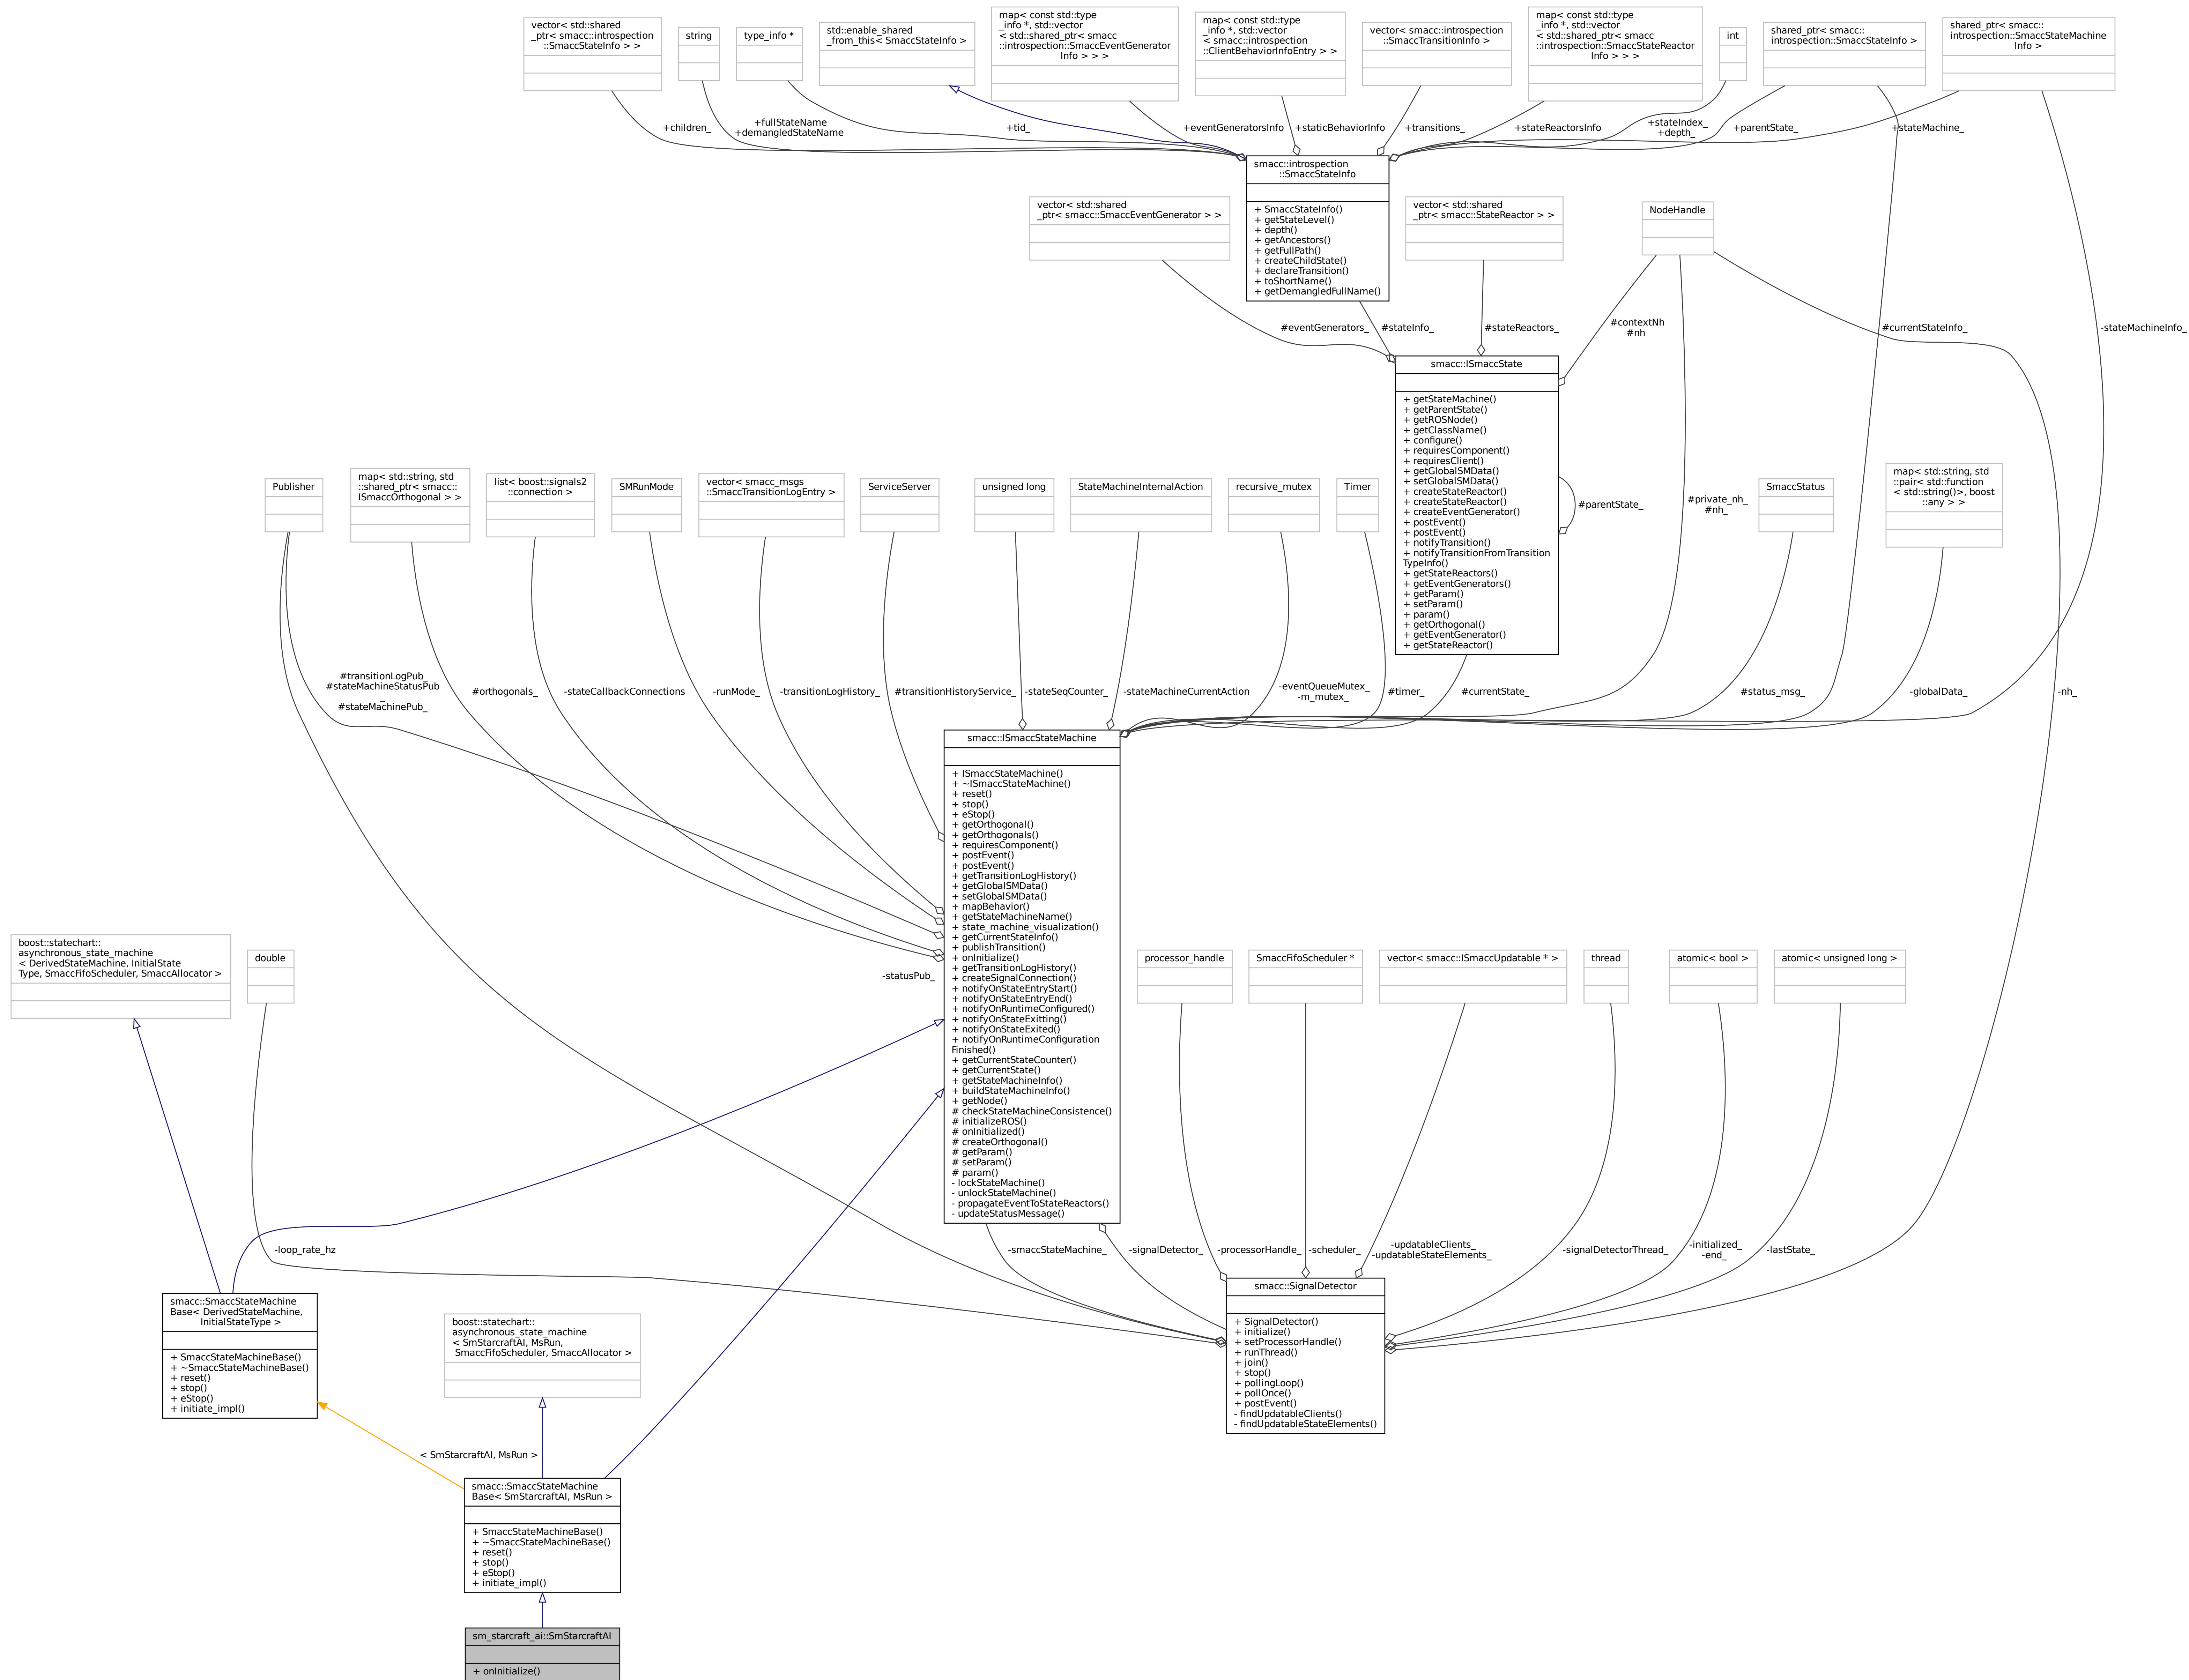 vector< std::shared
_ptr< smacc::introspection
::SmaccStateInfo > >
string
type_info *
std::enable_shared
_from_this< SmaccStateInfo >
map< const std::type
_info *, std::vector
< std::shared_ptr< smacc
::introspection::SmaccEventGenerator
Info > > >
map< const std::type
_info *, std::vector
< smacc::introspection
::ClientBehaviorInfoEntry > >
vector< smacc::introspection
::SmaccTransitionInfo >
map< const std::type
_info *, std::vector
< std::shared_ptr< smacc
::introspection::SmaccStateReactor
Info > > >
int
shared_ptr< smacc::
introspection::SmaccStateInfo >
shared_ptr< smacc::
introspection::SmaccStateMachine
Info >
+children_
+fullStateName
+demangledStateName
+tid_
+eventGeneratorsInfo
+staticBehaviorInfo
+transitions_
+stateReactorsInfo
+stateIndex_
+depth_
+parentState_
+stateMachine_
smacc::introspection
::SmaccStateInfo
+ SmaccStateInfo()
+ getStateLevel()
+ depth()
+ getAncestors()
+ getFullPath()
+ createChildState()
+ declareTransition()
+ toShortName()
+ getDemangledFullName()
vector< std::shared
_ptr< smacc::SmaccEventGenerator > >
vector< std::shared
_ptr< smacc::StateReactor > >
NodeHandle
#eventGenerators_
#stateInfo_
#stateReactors_
#contextNh
#nh
#currentStateInfo_
-stateMachineInfo_
smacc::ISmaccState
+ getStateMachine()
+ getParentState()
+ getROSNode()
+ getClassName()
+ configure()
+ requiresComponent()
+ requiresClient()
+ getGlobalSMData()
+ setGlobalSMData()
+ createStateReactor()
+ createStateReactor()
+ createEventGenerator()
+ postEvent()
+ postEvent()
+ notifyTransition()
+ notifyTransitionFromTransition
TypeInfo()
+ getStateReactors()
+ getEventGenerators()
+ getParam()
+ setParam()
+ param()
+ getOrthogonal()
+ getEventGenerator()
+ getStateReactor()
#parentState_
#private_nh_
#nh_
Publisher
map< std::string, std
::shared_ptr< smacc::
ISmaccOrthogonal > >
list< boost::signals2
::connection >
SMRunMode
vector< smacc_msgs
::SmaccTransitionLogEntry >
ServiceServer
unsigned long
StateMachineInternalAction
recursive_mutex
Timer
SmaccStatus
map< std::string, std
::pair< std::function
< std::string()>, boost
::any > >
#transitionLogPub_
#stateMachineStatusPub
_
#stateMachinePub_
#orthogonals_
-stateCallbackConnections
-runMode_
-transitionLogHistory_
#transitionHistoryService_
-stateSeqCounter_
-stateMachineCurrentAction
-eventQueueMutex_
-m_mutex_
#timer_
#currentState_
#status_msg_
-globalData_
-nh_
smacc::ISmaccStateMachine
+ ISmaccStateMachine()
+ ~ISmaccStateMachine()
+ reset()
+ stop()
+ eStop()
+ getOrthogonal()
+ getOrthogonals()
+ requiresComponent()
+ postEvent()
+ postEvent()
+ getTransitionLogHistory()
+ getGlobalSMData()
+ setGlobalSMData()
+ mapBehavior()
+ getStateMachineName()
+ state_machine_visualization()
+ getCurrentStateInfo()
+ publishTransition()
+ onInitialize()
+ getTransitionLogHistory()
+ createSignalConnection()
+ notifyOnStateEntryStart()
+ notifyOnStateEntryEnd()
+ notifyOnRuntimeConfigured()
+ notifyOnStateExitting()
+ notifyOnStateExited()
+ notifyOnRuntimeConfiguration
Finished()
+ getCurrentStateCounter()
+ getCurrentState()
+ getStateMachineInfo()
+ buildStateMachineInfo()
+ getNode()
# checkStateMachineConsistence()
# initializeROS()
# onInitialized()
# createOrthogonal()
# getParam()
# setParam()
# param()
- lockStateMachine()
- unlockStateMachine()
- propagateEventToStateReactors()
- updateStatusMessage()
boost::statechart::
asynchronous_state_machine
< DerivedStateMachine, InitialState
Type, SmaccFifoScheduler, SmaccAllocator >
double
-statusPub_
processor_handle
SmaccFifoScheduler *
vector< smacc::ISmaccUpdatable * >
thread
atomic< bool >
atomic< unsigned long >
-loop_rate_hz
-smaccStateMachine_
-signalDetector_
-processorHandle_
-scheduler_
-updatableClients_
-updatableStateElements_
-signalDetectorThread_
-initialized_
-end_
-lastState_
smacc::SmaccStateMachine
Base< DerivedStateMachine,
InitialStateType >
+ SmaccStateMachineBase()
+ ~SmaccStateMachineBase()
+ reset()
+ stop()
+ eStop()
+ initiate_impl()
boost::statechart::
asynchronous_state_machine
< SmStarcraftAI, MsRun,
SmaccFifoScheduler, SmaccAllocator >
smacc::SignalDetector
+ SignalDetector()
+ initialize()
+ setProcessorHandle()
+ runThread()
+ join()
+ stop()
+ pollingLoop()
+ pollOnce()
+ postEvent()
- findUpdatableClients()
- findUpdatableStateElements()
< SmStarcraftAI, MsRun >
smacc::SmaccStateMachine
Base< SmStarcraftAI, MsRun >
+ SmaccStateMachineBase()
+ ~SmaccStateMachineBase()
+ reset()
+ stop()
+ eStop()
+ initiate_impl()
sm_starcraft_ai::SmStarcraftAI
+ onInitialize()